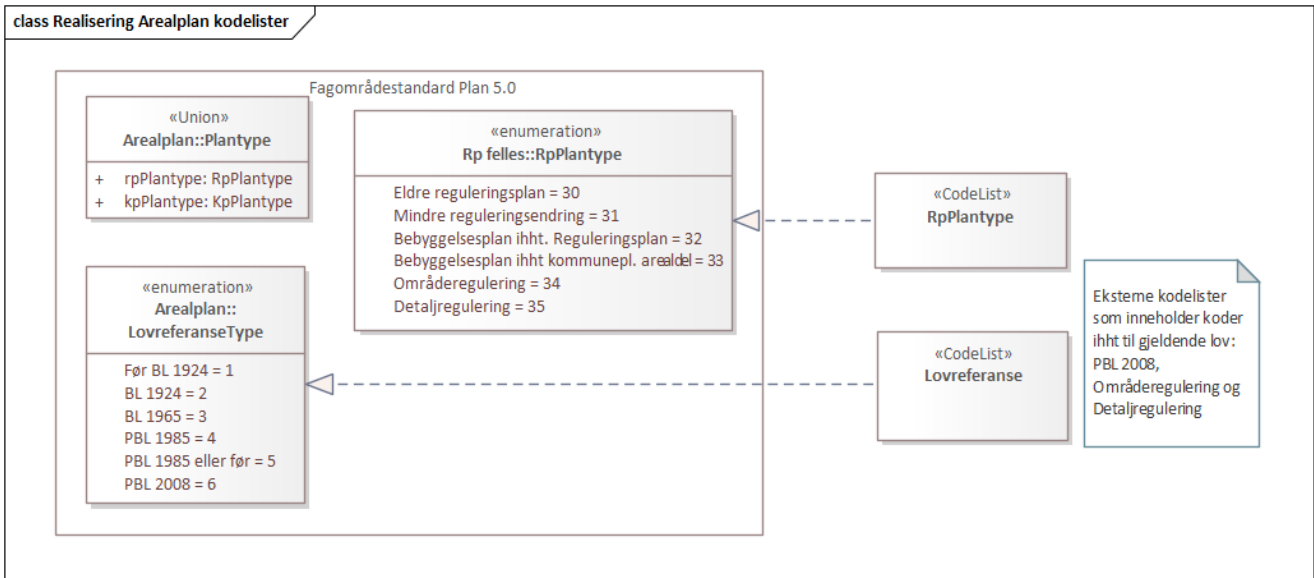 class Realisering Arealplan kodelister
Fagområdestandard Plan 5.0
«Union»
Arealplan::Plantype
+ rpPlantype: RpPlantype
+ kpPlantype: KpPlantype
«enumeration»
Rp felles::RpPlantype
Eldre reguleringsplan = 30
Mindre reguleringsendring = 31
Bebyggelsesplan ihht. Reguleringsplan = 32
Bebyggelsesplan ihht kommunepl. arealdel = 33
Områderegulering = 34
Detaljregulering = 35
«enumeration»
Arealplan::
LovreferanseType
Før BL 1924 = 1
BL 1924 = 2
BL 1965 = 3
PBL 1985 = 4
PBL 1985 eller før = 5
PBL 2008 = 6
«CodeList»
RpPlantype
«CodeList»
Lovreferanse
Eksterne kodelister
som inneholder koder
ihht til gjeldende lov:
PBL 2008,
Områderegulering og
Detaljregulering